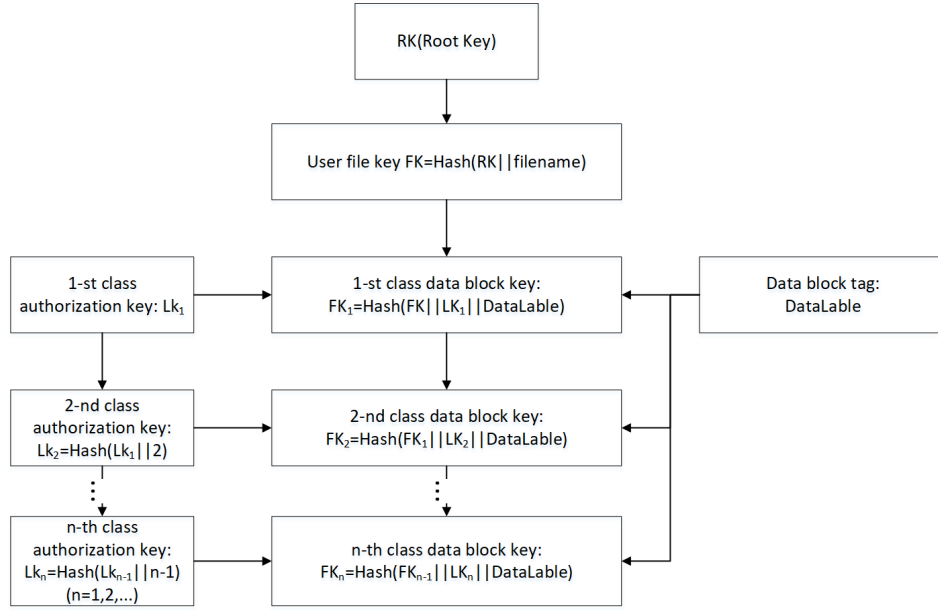 RK(Root Key)
User file key FK=Hash(RK||filename)
1-st class
authorization key: Lk₁
1-st class data block key:
FK₁=Hash(FK||LK₁||DataLable)
Data block tag:
DataLable
2-nd class
authorization key:
Lk₂=Hash(Lk₁||2)
2-nd class data block key:
FK₂=Hash(FK₁||LK₂||DataLable)
n-th class
authorization key:
Lkₙ=Hash(Lkₙ₋₁||n-1)
(n=1,2,...)
n-th class data block key:
FKₙ=Hash(FKₙ₋₁||LKₙ||DataLable)